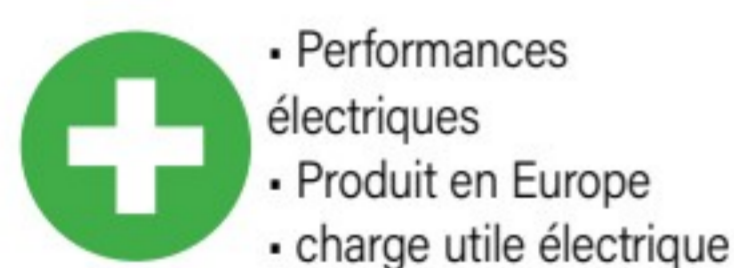 ▪ Performances
électriques
▪ Produit en Europe
▪ charge utile électrique